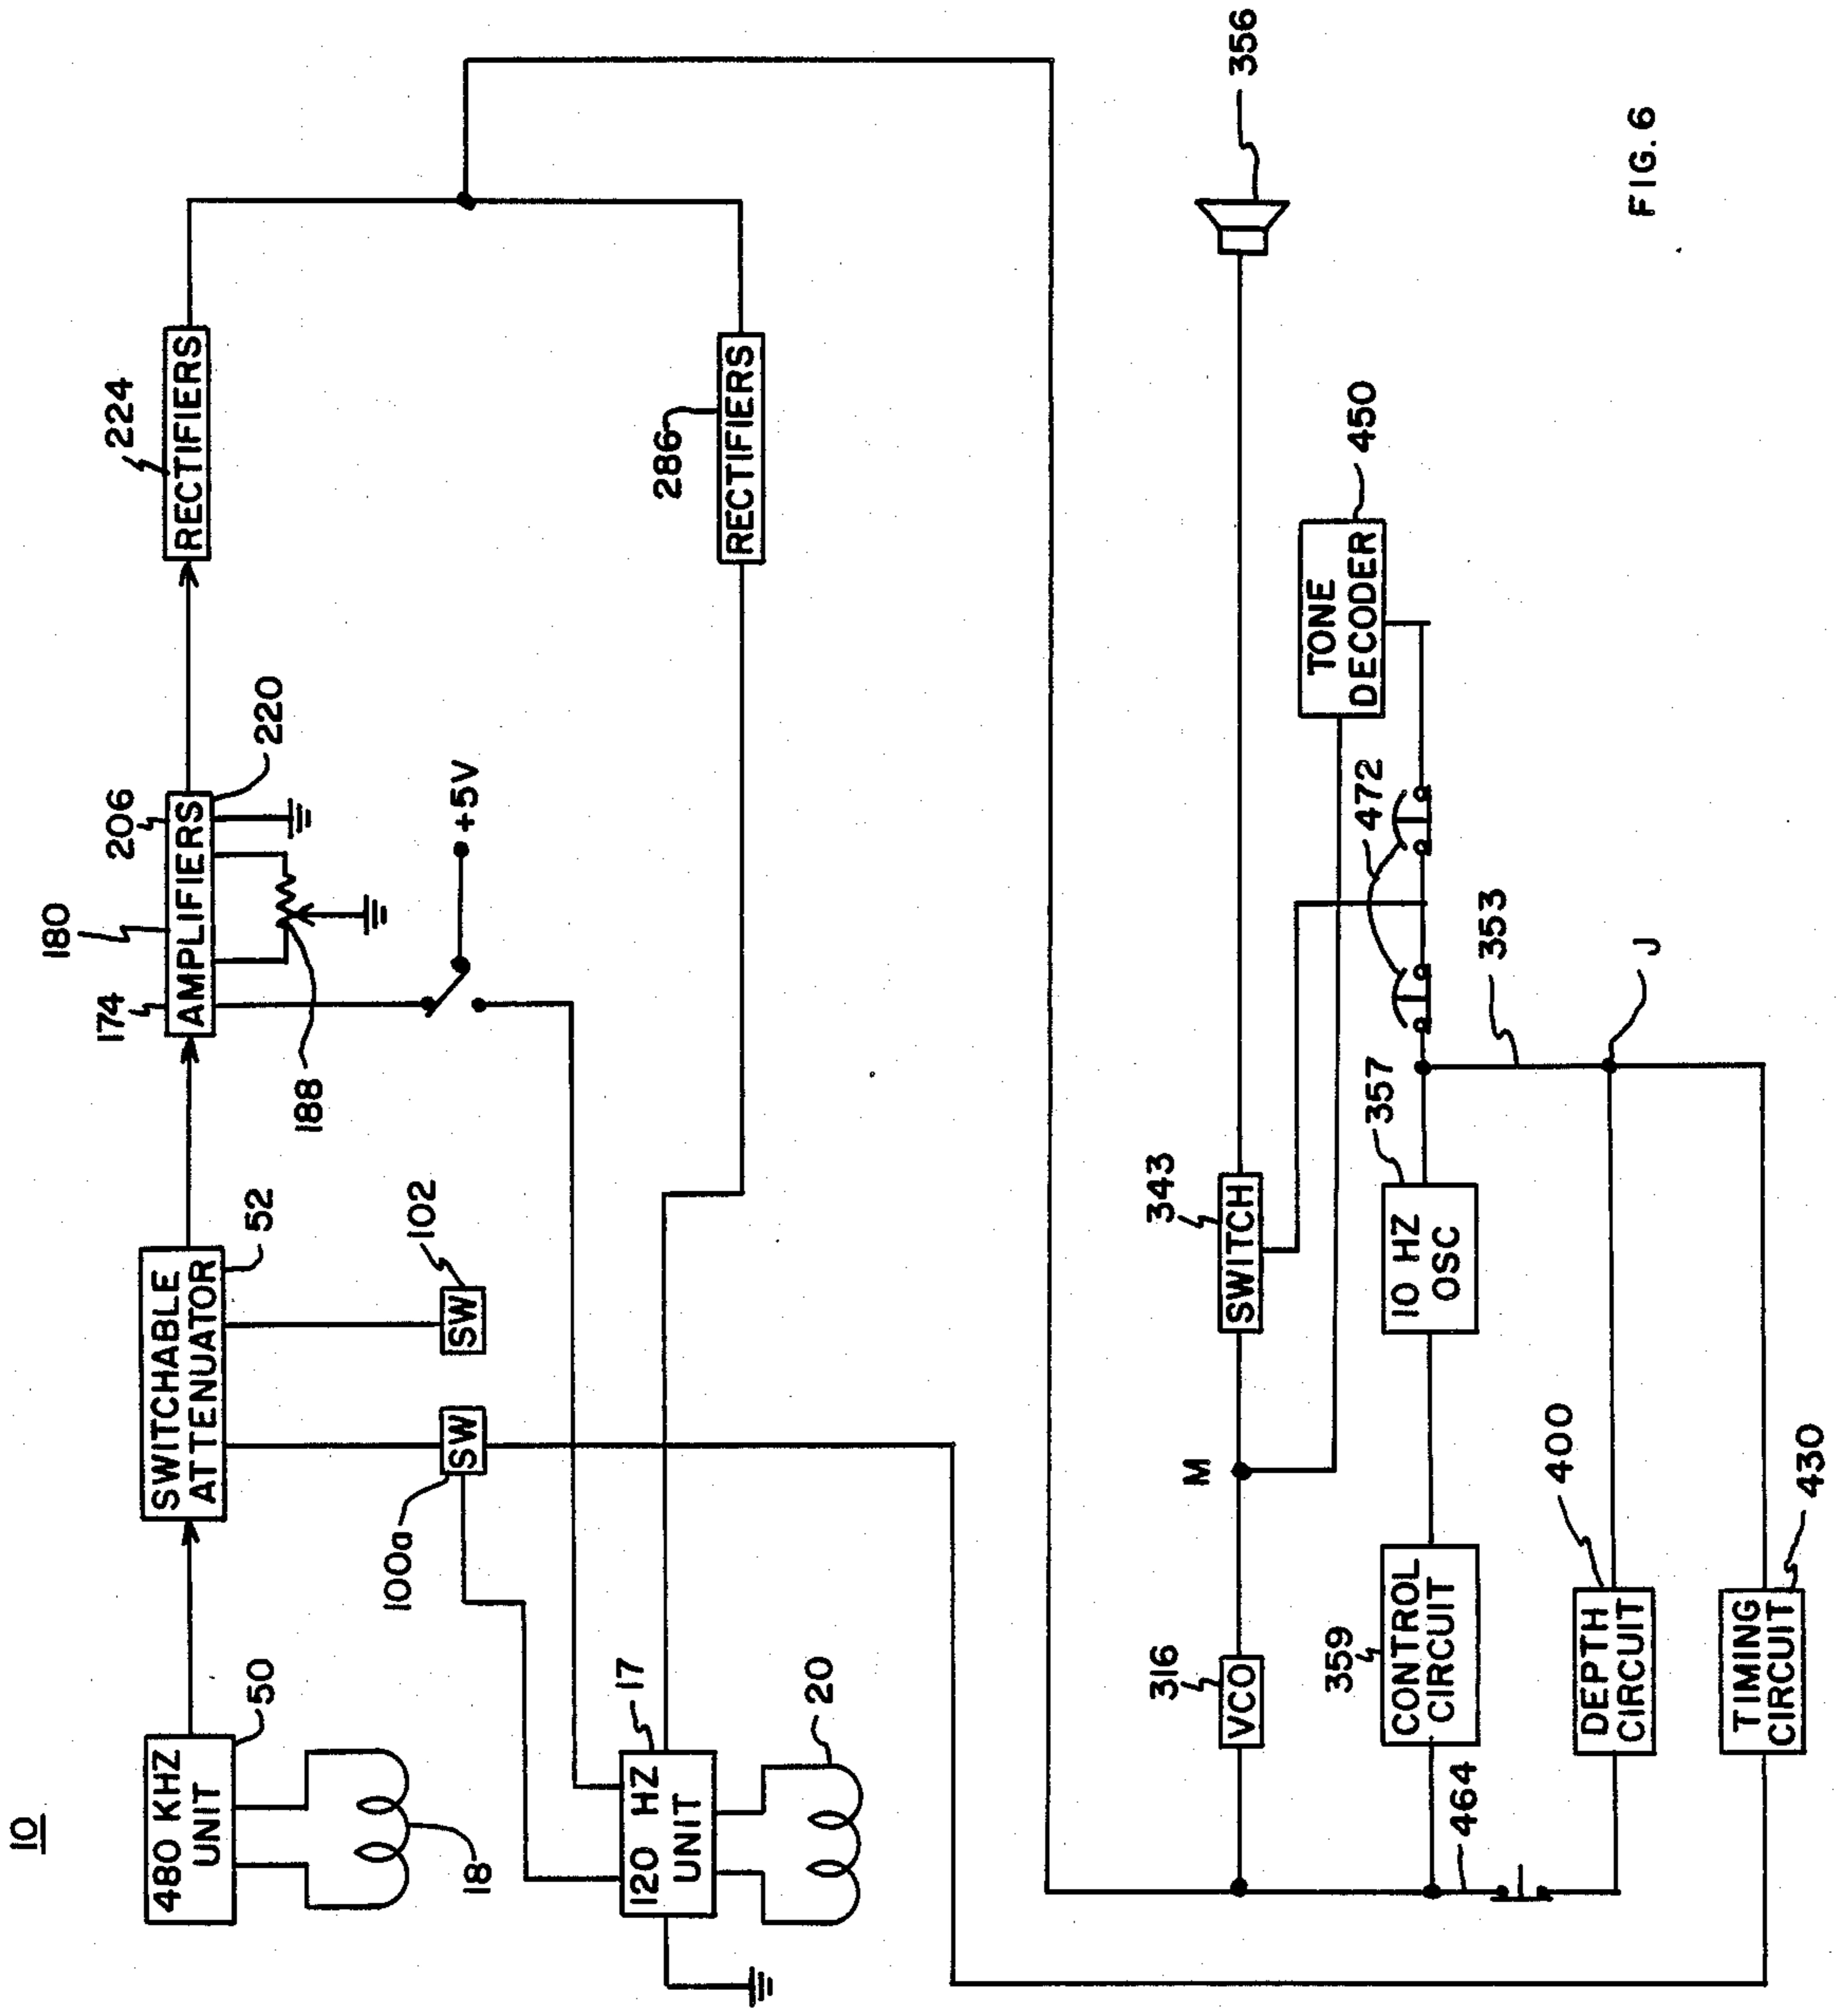 10
480 KHZ
UNIT
50
18
SWITCHABLE
ATTENUATOR
52
SW
100a
SW
102
174
180
206
AMPLIFIERS
220
188
+5V
224
RECTIFIERS
120 HZ
UNIT
17
20
286
RECTIFIERS
316
VCO
M
343
SWITCH
356
TONE
DECODER
450
472
359
CONTROL
CIRCUIT
10 HZ
OSC
357
353
J
464
DEPTH
CIRCUIT
400
TIMING
CIRCUIT
430
FIG. 6